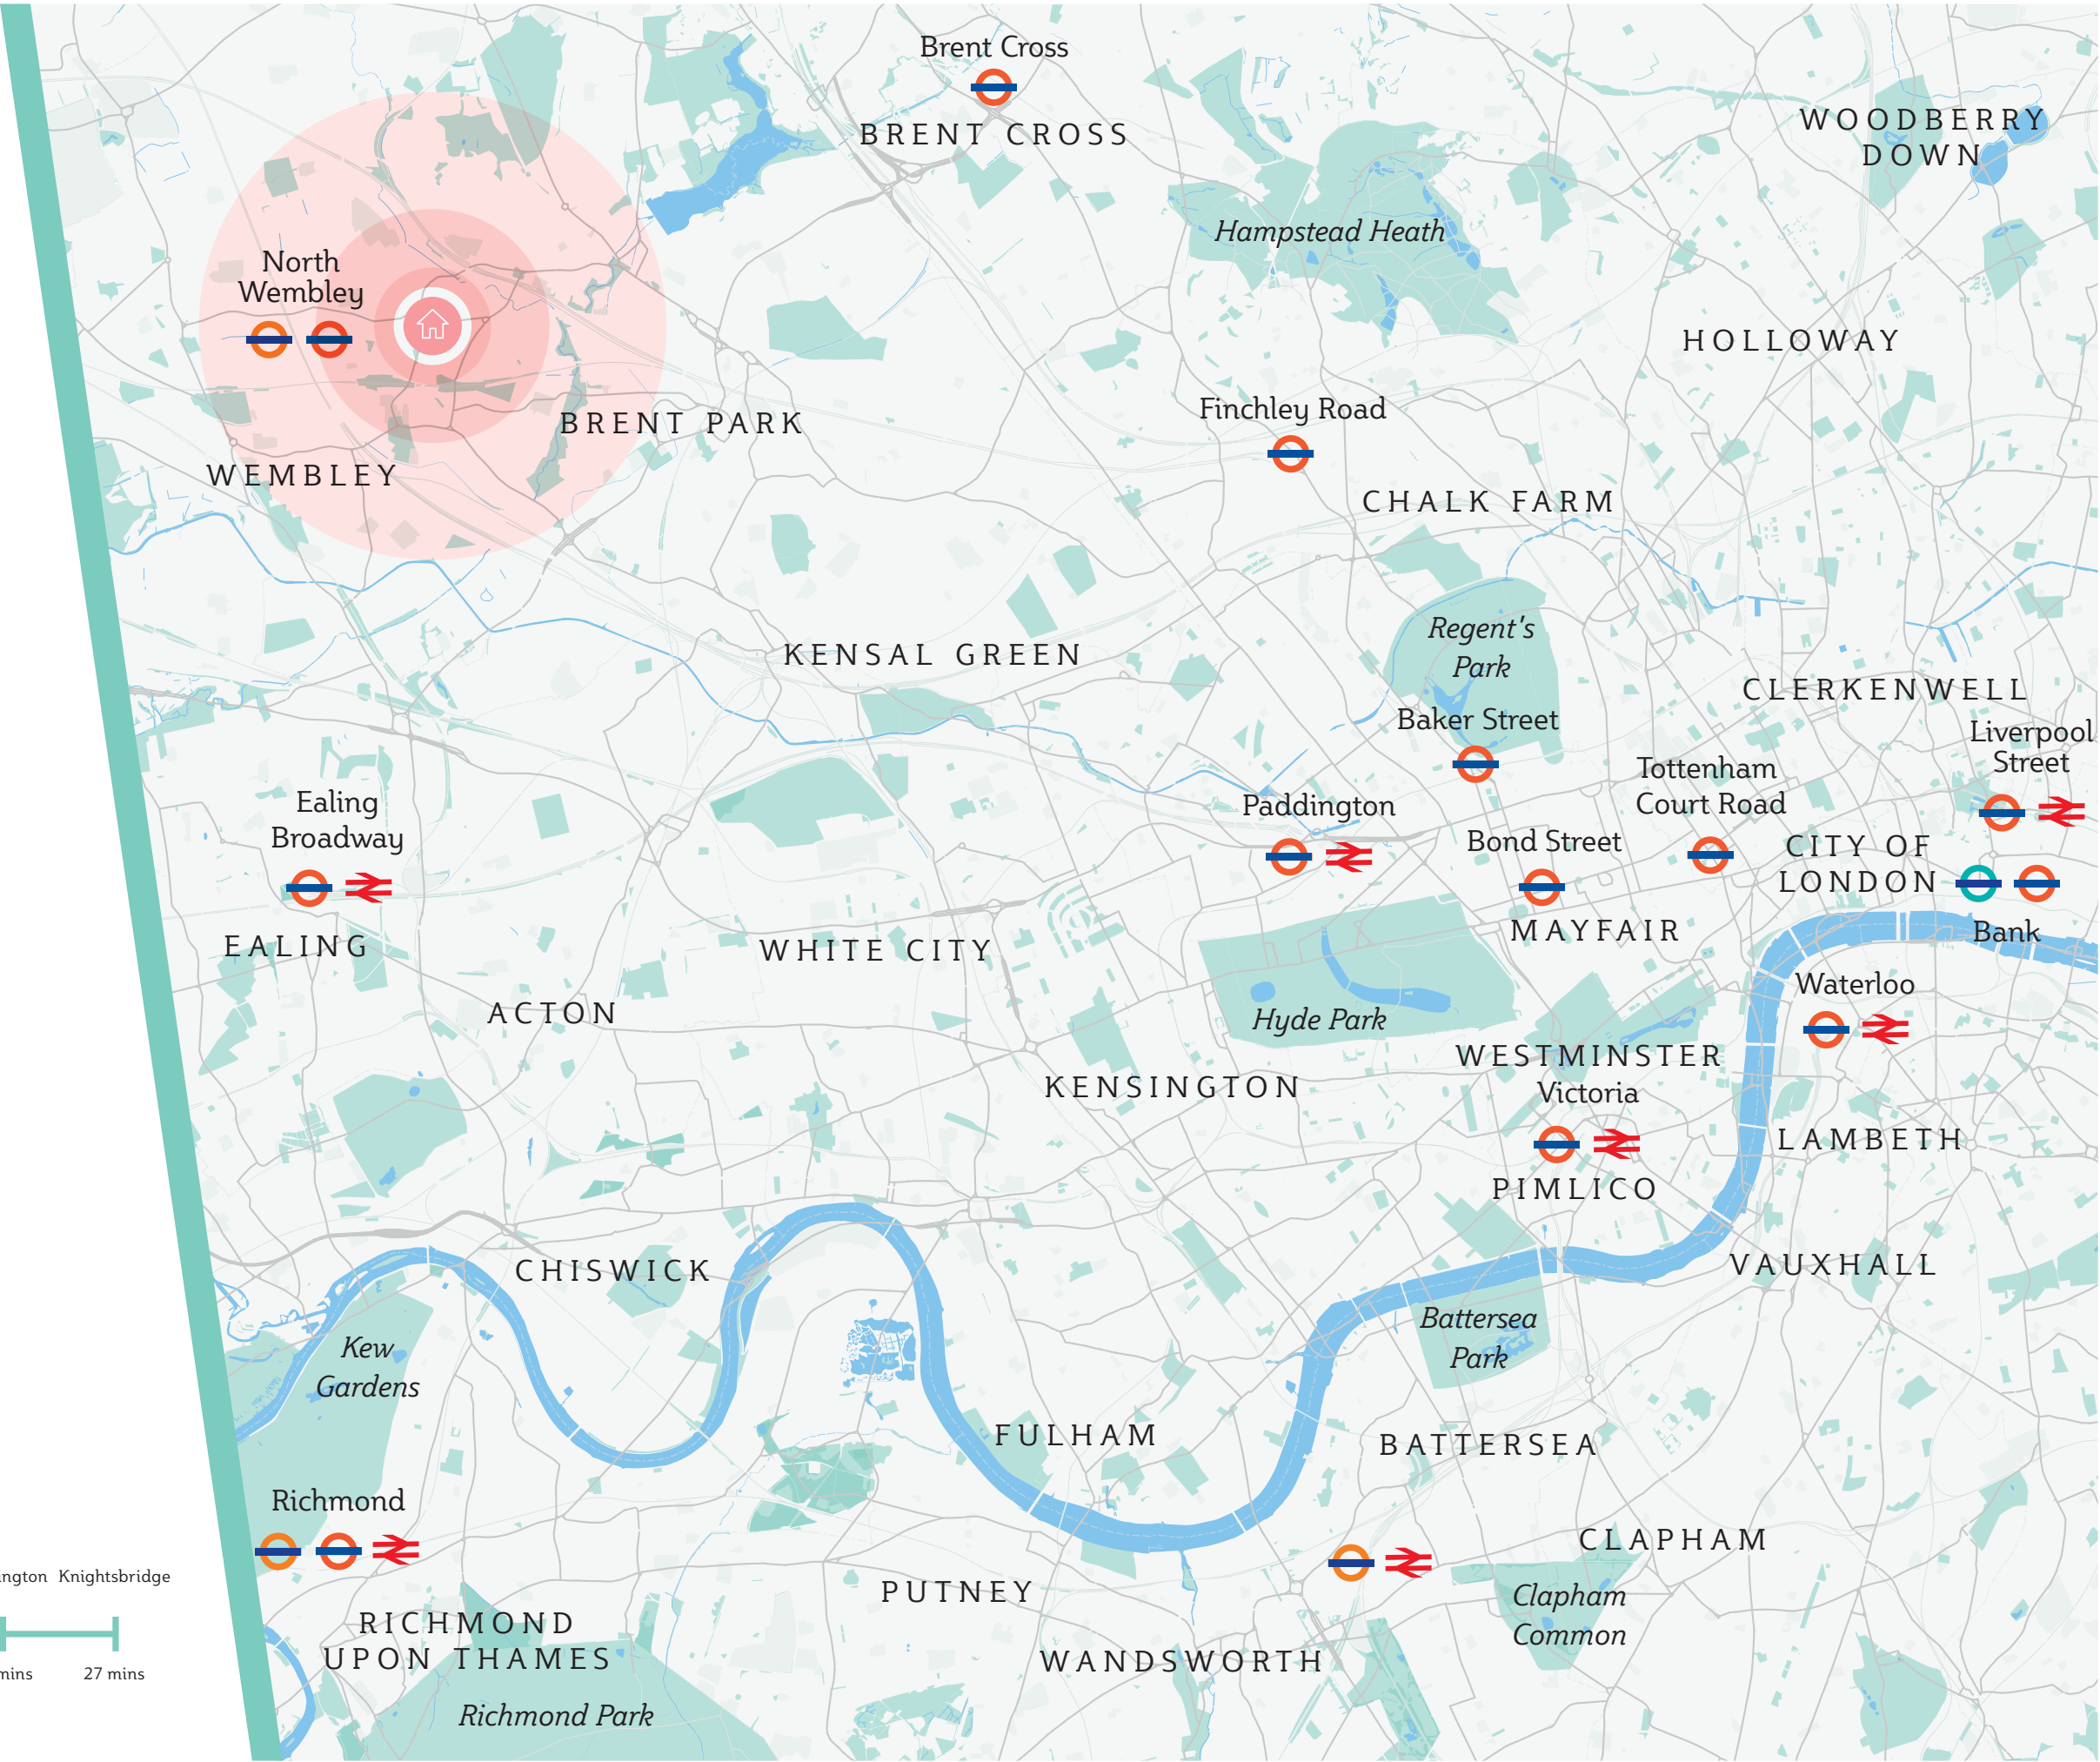 Brent Cross
BRENT CROSS
WOODBERRY
DOWN
Hampstead Heath
North
Wembley
HOLLOWAY
Finchley Road
BRENT PARK
WEMBLEY
CHALK FARM
Regent's
Park
KENSAL GREEN
CLERKENWELL
Baker Street
Liverpool
Street
Tottenham
Court Road
Ealing
Broadway
Paddington
Bond Street
CITY OF
LONDON
Bank
MAYFAIR
EALING
WHITE CITY
Waterloo
ACTON
Hyde Park
WESTMINSTER
KENSINGTON
Victoria
LAMBETH
PIMLICO
VAUXHALL
CHISWICK
Battersea
Park
Kew
Gardens
FULHAM
BATTERSEA
Richmond
CLAPHAM
Knightsbridge
PUTNEY
Clapham
Common
RICHMOND
UPON THAMES
WANDSWORTH
mins 27 mins
Richmond Park